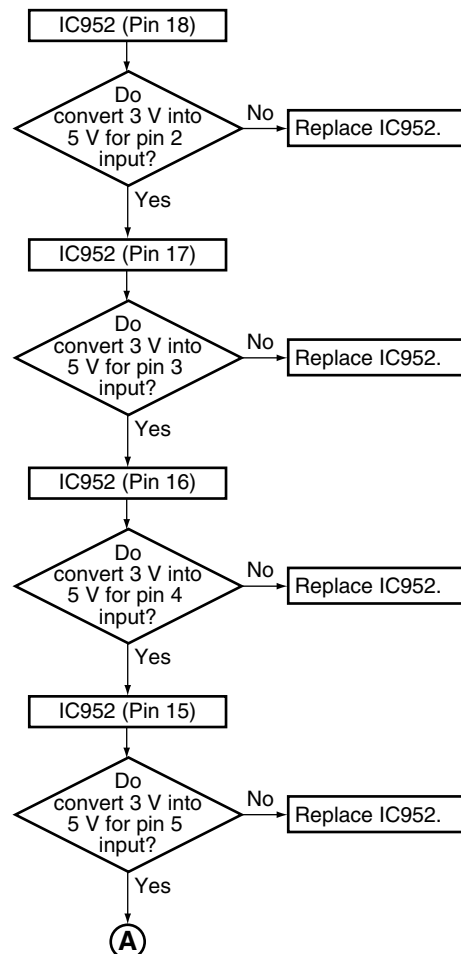 IC952 (Pin 18)
Do
convert 3 V into
5 V for pin 2
input?
No
Replace IC952.
Yes
IC952 (Pin 17)
Do
convert 3 V into
5 V for pin 3
input?
No
Replace IC952.
Yes
IC952 (Pin 16)
Do
convert 3 V into
5 V for pin 4
input?
No
Replace IC952.
Yes
IC952 (Pin 15)
Do
convert 3 V into
5 V for pin 5
input?
No
Replace IC952.
Yes
A